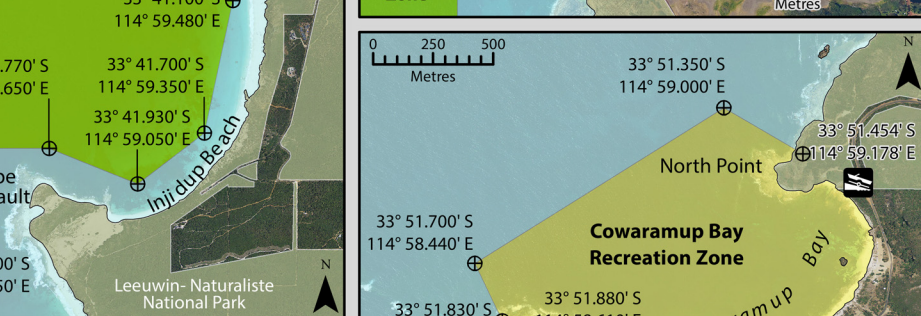 114° 59.480' E
.770' S
.650' E
33° 41.700' S
114° 59.350' E
33° 41.930' S
114° 59.050' E
Injidup Beach
Leeuwin- Naturaliste
National Park
N
Metres
0 250 500
Metres
N
33° 51.350' S
114° 59.000' E
33° 51.454' S
114° 59.178' E
North Point
33° 51.700' S
114° 58.440' E
Cowaramup Bay
Recreation Zone
Bay
33° 51.830' S
33° 51.880' S